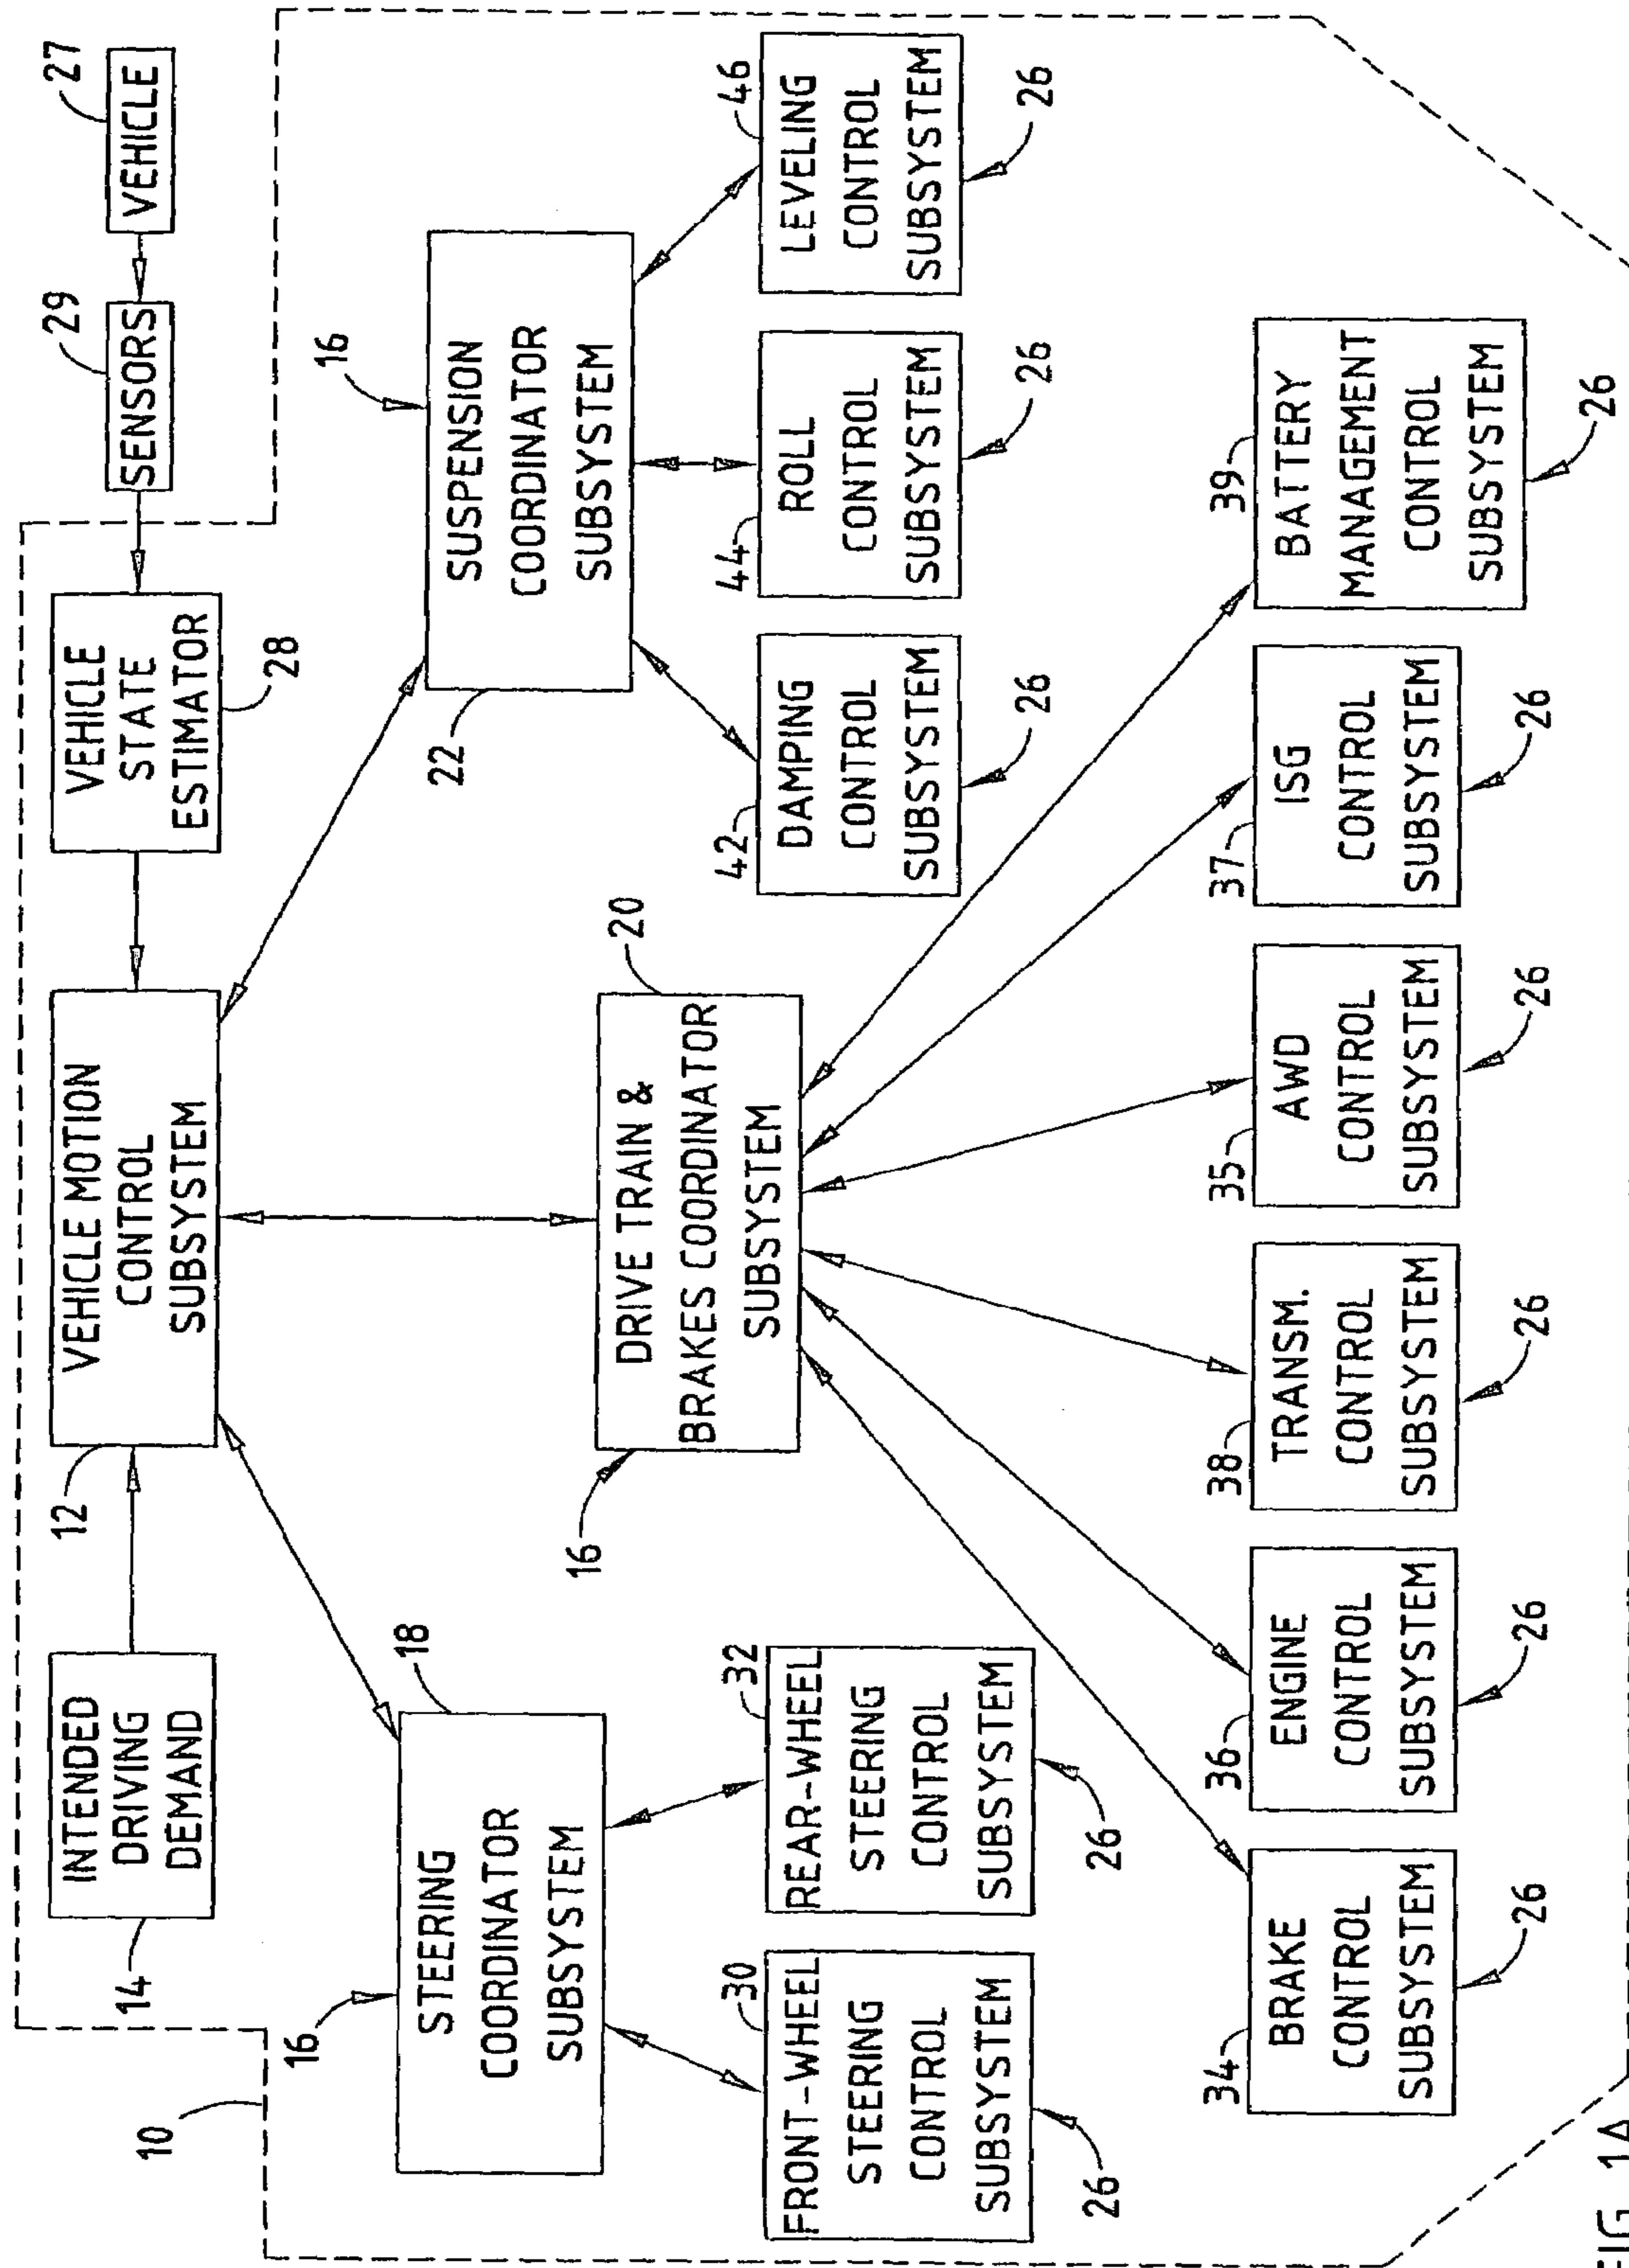 10
14
INTENDED
DRIVING
DEMAND
12
VEHICLE MOTION
CONTROL
SUBSYSTEM
VEHICLE
STATE
ESTIMATOR
28
29
SENSORS
27
VEHICLE
16
18
STEERING
COORDINATOR
SUBSYSTEM
16
20
DRIVE TRAIN &
BRAKES COORDINATOR
SUBSYSTEM
22
16
SUSPENSION
COORDINATOR
SUBSYSTEM
30
FRONT-WHEEL
STEERING
CONTROL
SUBSYSTEM
26
32
REAR-WHEEL
STEERING
CONTROL
SUBSYSTEM
26
42
DAMPING
CONTROL
SUBSYSTEM
26
44
ROLL
CONTROL
SUBSYSTEM
26
46
LEVELING
CONTROL
SUBSYSTEM
26
34
BRAKE
CONTROL
SUBSYSTEM
26
36
ENGINE
CONTROL
SUBSYSTEM
26
38
TRANSM.
CONTROL
SUBSYSTEM
26
35
AWD
CONTROL
SUBSYSTEM
26
37
ISG
CONTROL
SUBSYSTEM
26
39
BATTERY
MANAGEMENT
CONTROL
SUBSYSTEM
26
FIG. 1A